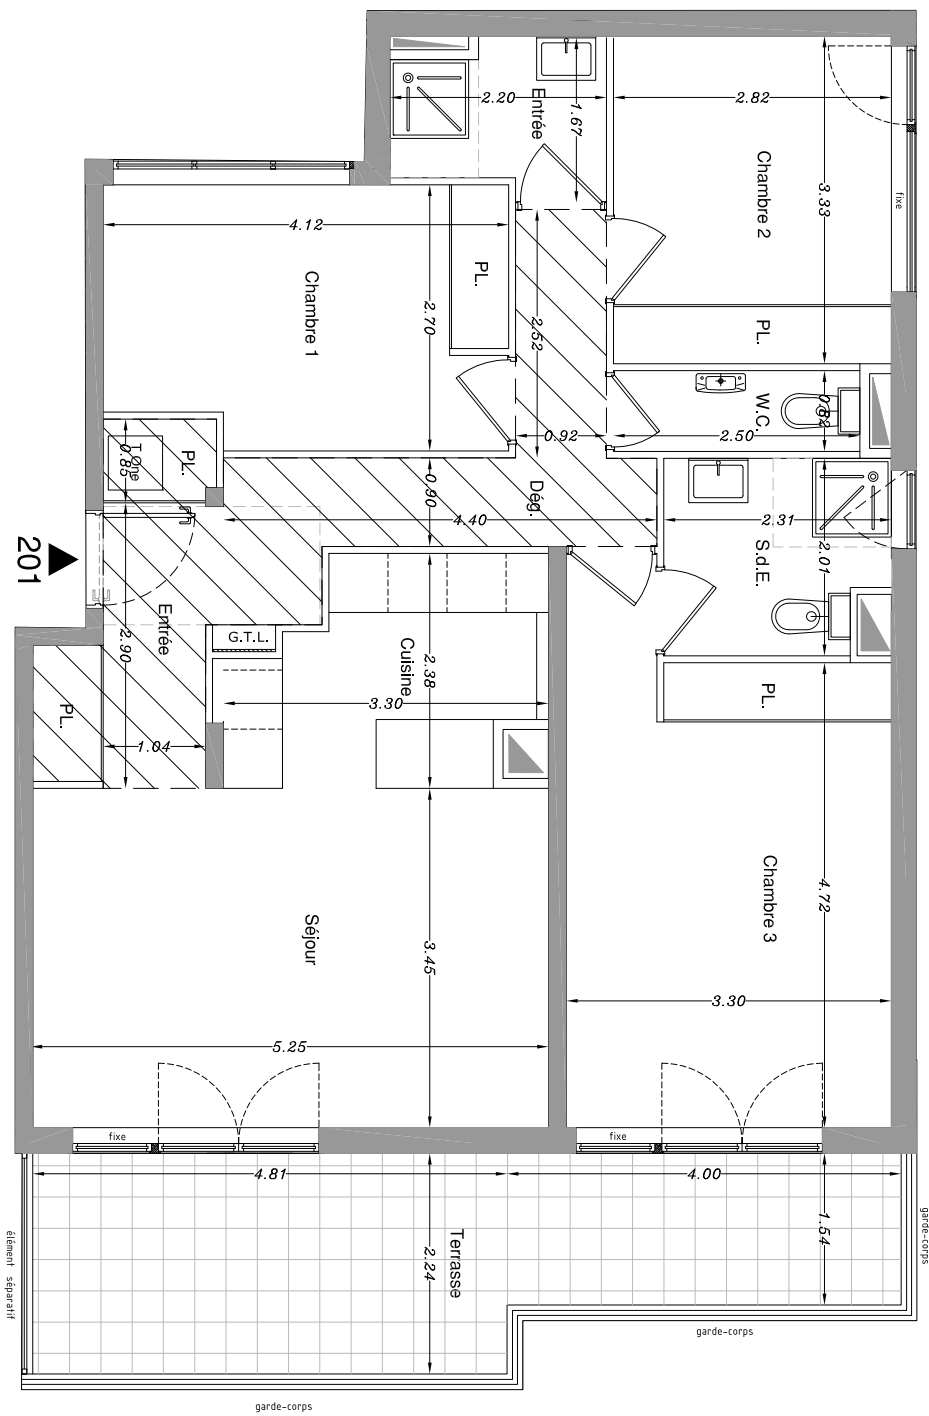 2.20
Entrée
1.67
2.82
Chambre 2
3.33
fixe
4.12
Chambre 1
2.70
PL.
2.52
PL.
W.C.
0.82
0.92
2.50
PL.
T.Øne
0.85
0.90
4.40
Dég.
2.31
S.d.E.
2.01
201
Entrée
2.90
G.T.L.
Cuisine
2.38
3.30
PL.
PL.
1.04
Séjour
3.45
Chambre 3
4.72
3.30
5.25
fixe
fixe
4.81
4.00
Terrasse
2.24
1.54
garde-corps
élément séparatif
garde-corps
garde-corps